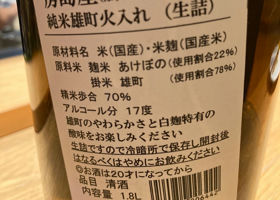 純米雄町火入れ (生詰)
原材料名 米(国産)・米麹(国産米)
原料米 麹米 あけぼの(使用割合22%)
掛米 雄町 (使用割合78%)
精米歩合 70%
アルコール分 17度
雄町のやわらかさと白麹特有の
酸味をお楽しみください
生詰ですので冷暗所で保存し開封後
はなるべくはやめにお飲みください
◎お酒は20才になってから
品目 清酒
内容量 1.8L